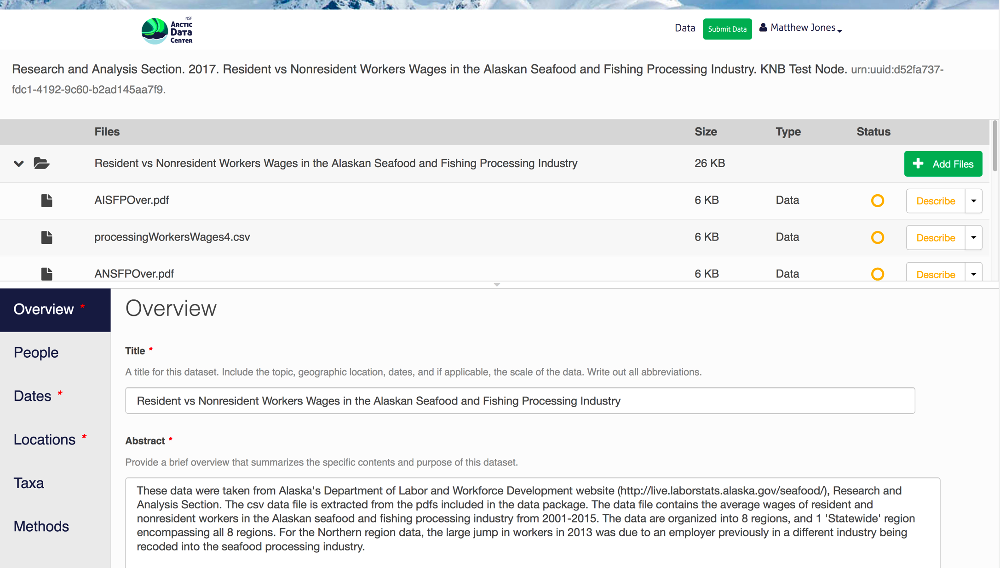 NSF
ARCTIC
DATA
CENTER
Data
Submit Data
Matthew Jones
Research and Analysis Section. 2017. Resident vs Nonresident Workers Wages in the Alaskan Seafood and Fishing Processing Industry. KNB Test Node. urn:uuid:d52fa737-
fdc1-4192-9c60-b2ad145aa7f9.
Files Size Type Status
Resident vs Nonresident Workers Wages in the Alaskan Seafood and Fishing Processing Industry 26 KB Add Files
AISFPOver.pdf 6 KB Data Describe
processingWorkersWages4.csv 6 KB Data Describe
ANSFPOver.pdf 6 KB Data Describe
Overview *
People
Dates *
Locations *
Taxa
Methods
Overview
Title *
A title for this dataset. Include the topic, geographic location, dates, and if applicable, the scale of the data. Write out all abbreviations.
Resident vs Nonresident Workers Wages in the Alaskan Seafood and Fishing Processing Industry
Abstract *
Provide a brief overview that summarizes the specific contents and purpose of this dataset.
These data were taken from Alaska's Department of Labor and Workforce Development website (http://live.laborstats.alaska.gov/seafood/), Research and
Analysis Section. The csv data file is extracted from the pdfs included in the data package. The data file contains the average wages of resident and
nonresident workers in the Alaskan seafood and fishing processing industry from 2001-2015. The data are organized into 8 regions, and 1 'Statewide' region
encompassing all 8 regions. For the Northern region data, the large jump in workers in 2013 was due to an employer previously in a different industry being
recoded into the seafood processing industry.